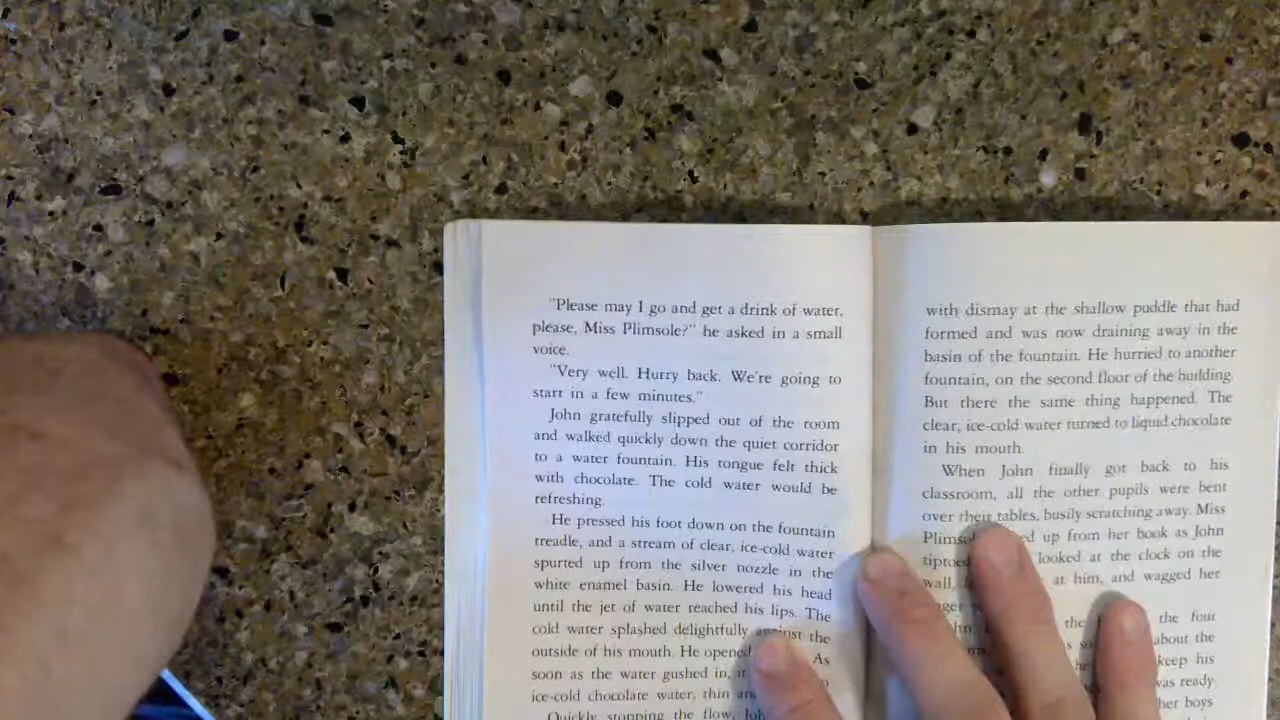 "Please may I go and get a drink of water,
please, Miss Plimsole?" he asked in a small
voice.
"Very well. Hurry back. We're going to
start in a few minutes."
John gratefully slipped out of the room
and walked quickly down the quiet corridor
to a water fountain. His tongue felt thick
with chocolate. The cold water would be
refreshing.
He pressed his foot down on the fountain
treadle, and a stream of clear, ice-cold water
spurted up from the silver nozzle in the
white enamel basin. He lowered his head
until the jet of water reached his lips. The
cold water splashed delightfully against the
outside of his mouth. He opened As
soon as the water gushed in, it
ice-cold chocolate water, thin
Quickly stopping the flow,
with dismay at the shallow puddle that had
formed and was now draining away in the
basin of the fountain. He hurried to another
fountain, on the second floor of the building.
But there the same thing happened. The
clear, ice-cold water turned to liquid chocolate
in his mouth.
When John finally got back to his
classroom, all the other pupils were bent
over their tables, busily scratching away. Miss
up from her book as John
looked at the clock on the
wall, at him, and wagged her
the the four
about the
keep his
was ready
her boys